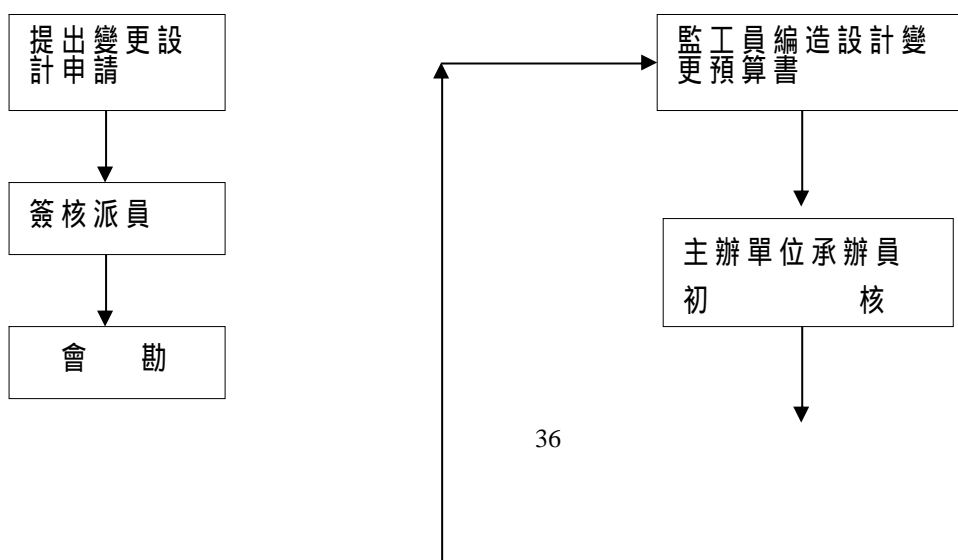 提出變更設
計申請
簽核派員
會勘
監工員編造設計變
更預算書
主辦單位承辦員
初核
36